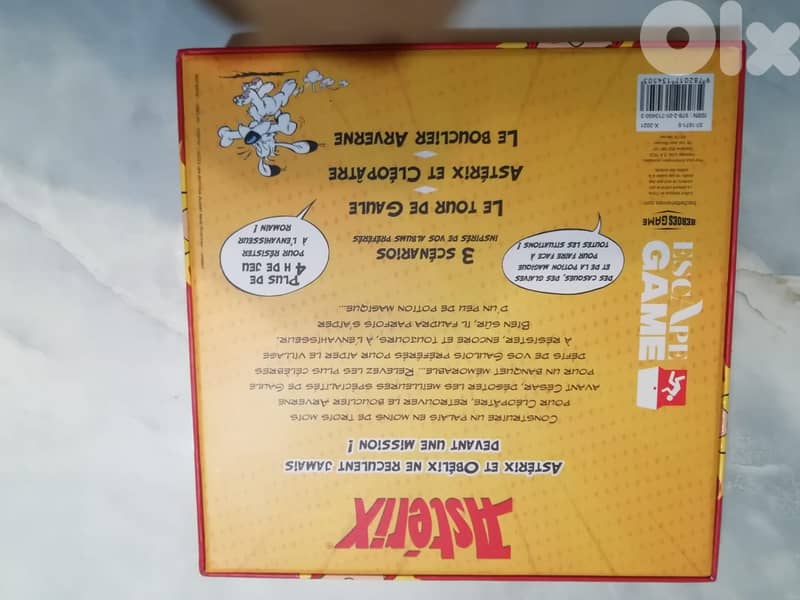 Astérix®
Astérix et Obélix ne reculent jamais
devant une mission !
Construire un palais en moins de trois mois
pour Cléopâtre, retrouver le bouclier Arverne
avant César, déguster les meilleures spécialités de Gaule
pour un banquet mémorable... Relevez les plus célèbres
défis de vos Gaulois préférés pour aider le village
à résister, encore et toujours, à l'envahisseur.
Bien sûr, il faudra parfois s'aider
d'un peu de potion magique...
Des casques, des glaives
et de la potion magique
pour faire face à
toutes les situations !
3 scénarios
inspirés de vos albums préférés
Plus de
4 h de jeu
pour résister
à l'envahisseur
romain !
Le Tour de Gaule
Astérix et Cléopâtre
Le Bouclier Arverne
ESCAPE
GAME
HEROES GAME
X-2021
9 782017 134503
olx